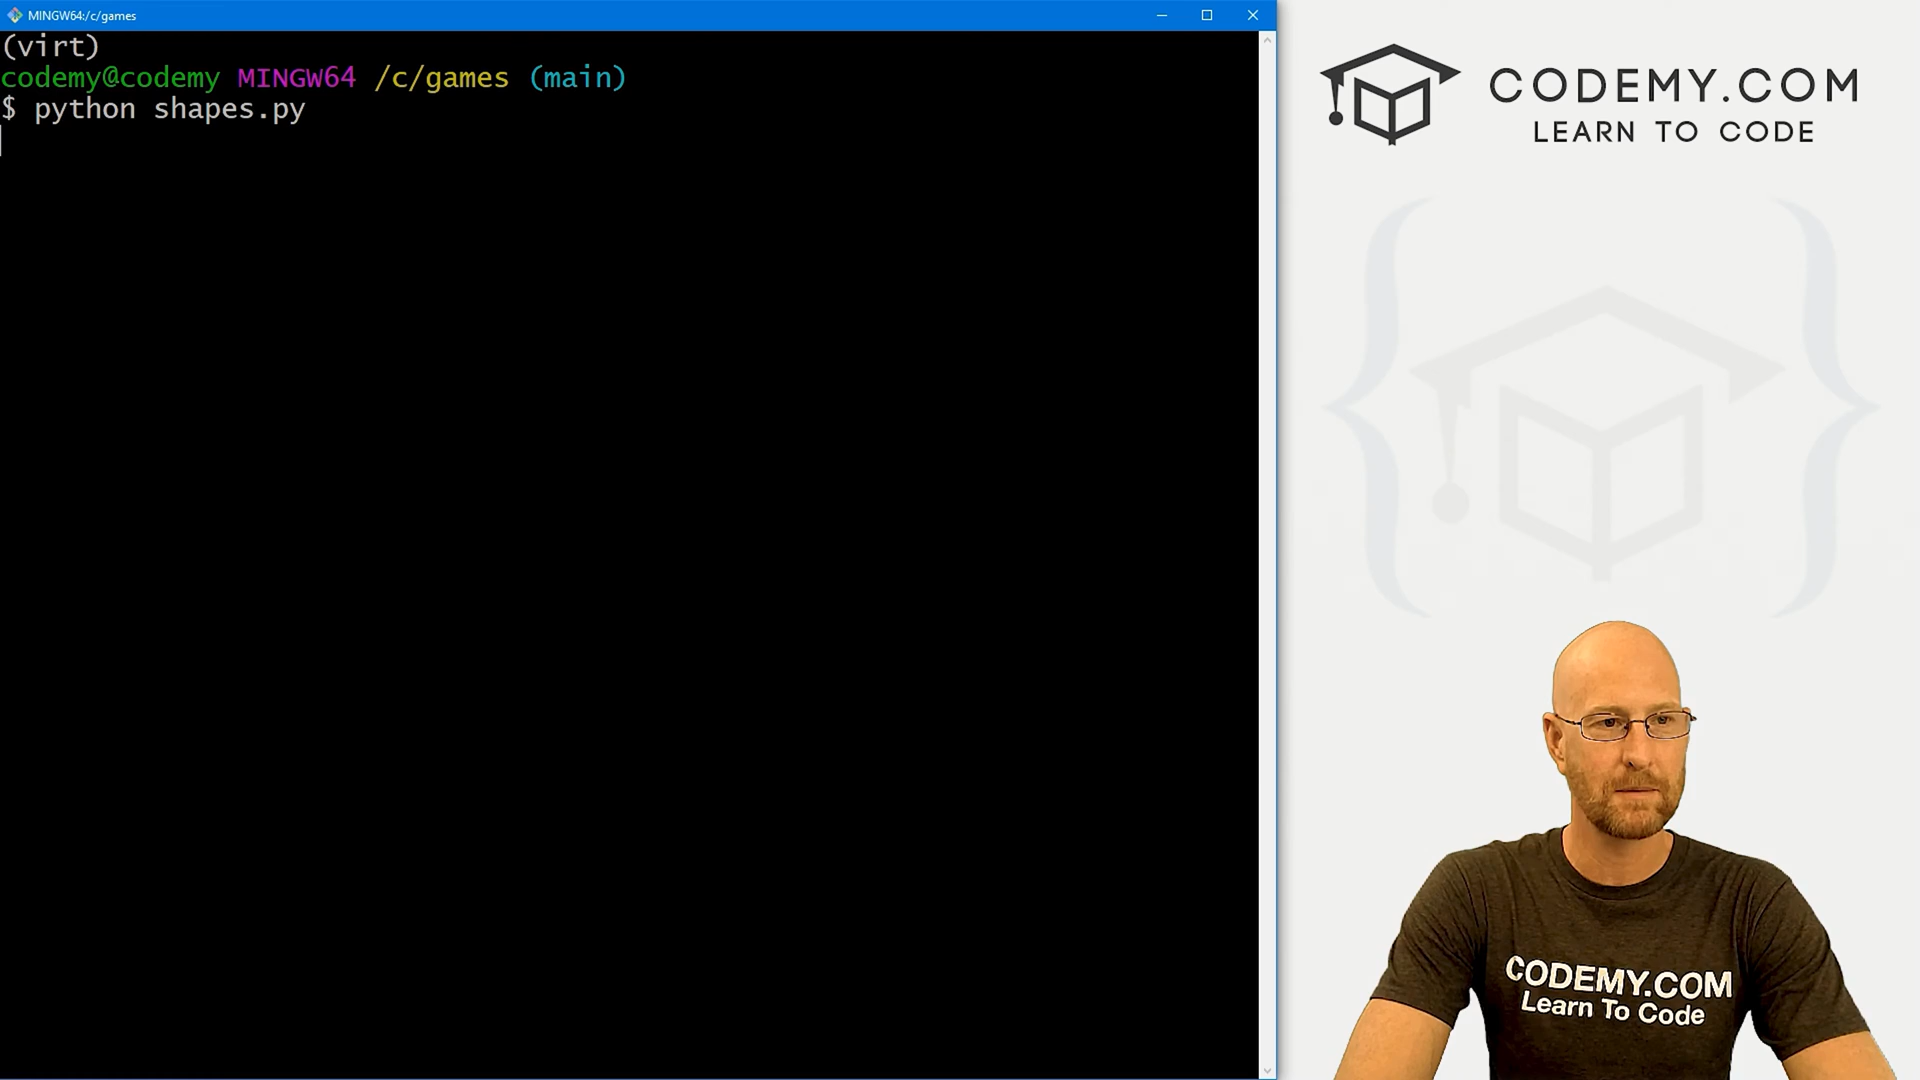 MINGW64:/c/games
(virt)
codemy@codemy MINGW64 /c/games (main)
$ python shapes.py
CODEMY.COM
LEARN TO CODE
CODEMY.COM
Learn To Code